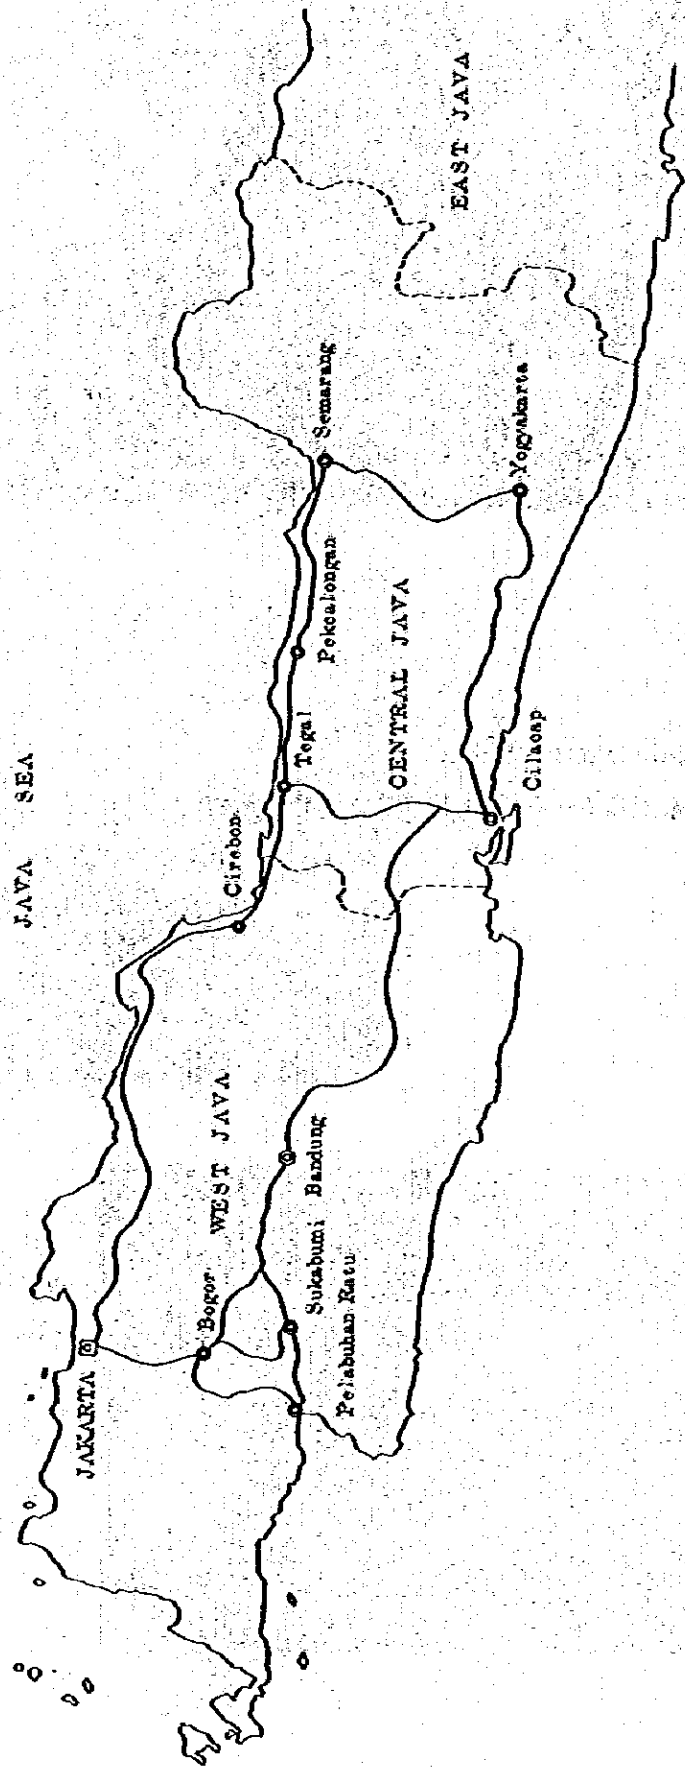 JAVA SEA
JAKARTA
Bogor
WEST JAVA
Sukabumi
Bandung
Pelabuhan Ratu
Cirebon
Tegal
Pekoalongan
Semarang
CENTRAL JAVA
Cilacap
Yogyakarta
EAST JAVA